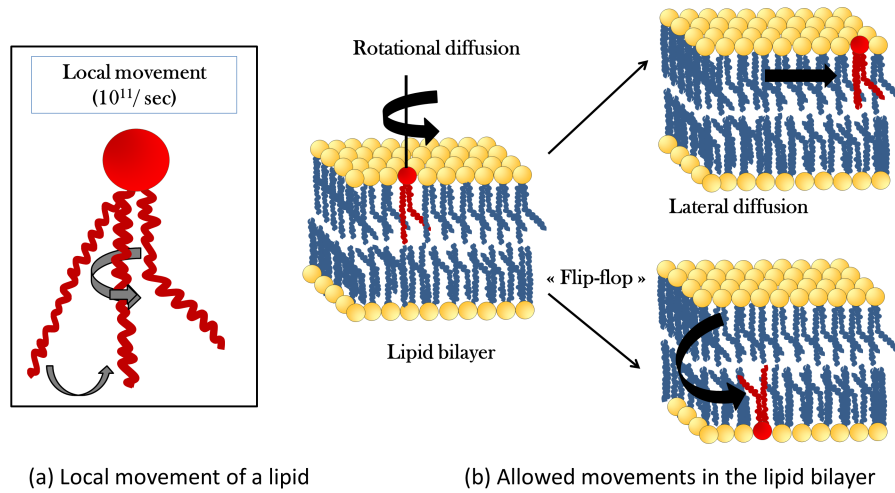 Local movement
(10¹¹/ sec)
Rotational diffusion
Lipid bilayer
Lateral diffusion
« Flip-flop »
(a) Local movement of a lipid
(b) Allowed movements in the lipid bilayer